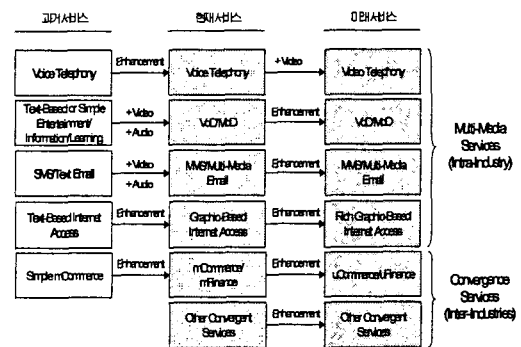 과거서비스 현재서비스 미래서비스
Voice Telephony Enhancement Voice Telephony +Video Video Telephony
Text-Based or Simple
Entertainment/
Information/Learning
+Video
+Audio
VoD/MoD Enhancement VoD/MoD
SMS/Text Email
+Video
+Audio
MMS/Multi-Media
Email
Enhancement
MMS/Multi-Media
Email
Text-Based Internet
Access
Enhancement
Graphic-Based
Internet Access
Enhancement
Rich Graphic-Based
Internet Access
Multi-Media
Services
(Intra-Industry)
Simple mCommerce
Enhancement
mCommerce/
mFinance
Enhancement
uCommerce/uFinance
Other Convergent
Services
Enhancement
Other Convergent
Services
Convergence
Services
(Inter-Industries)